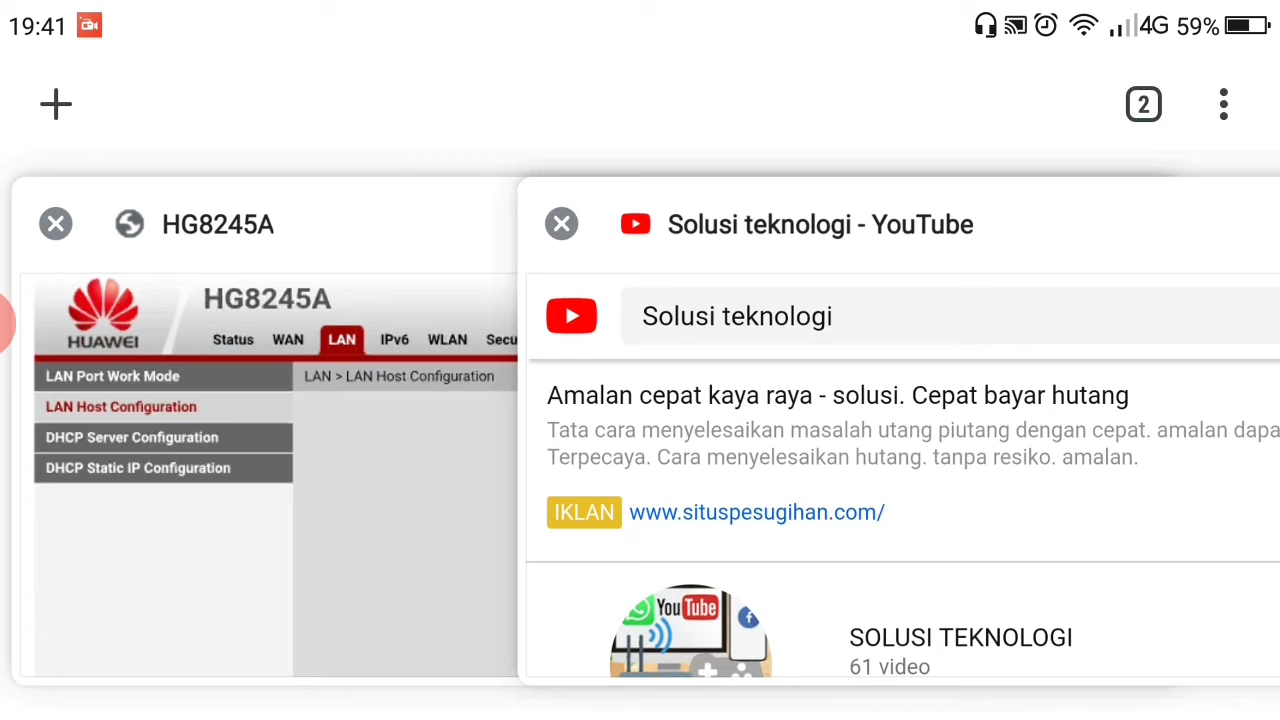 19:41
4G 59%
2
HG8245A
HUAWEI
HG8245A
Status WAN LAN IPv6 WLAN Secu
LAN Port Work Mode
LAN > LAN Host Configuration
LAN Host Configuration
DHCP Server Configuration
DHCP Static IP Configuration
Solusi teknologi - YouTube
Solusi teknologi
Amalan cepat kaya raya - solusi. Cepat bayar hutang
Tata cara menyelesaikan masalah utang piutang dengan cepat. amalan dapa
Terpecaya. Cara menyelesaikan hutang. tanpa resiko. amalan.
IKLAN www.situspesugihan.com/
YouTube
SOLUSI TEKNOLOGI
61 video